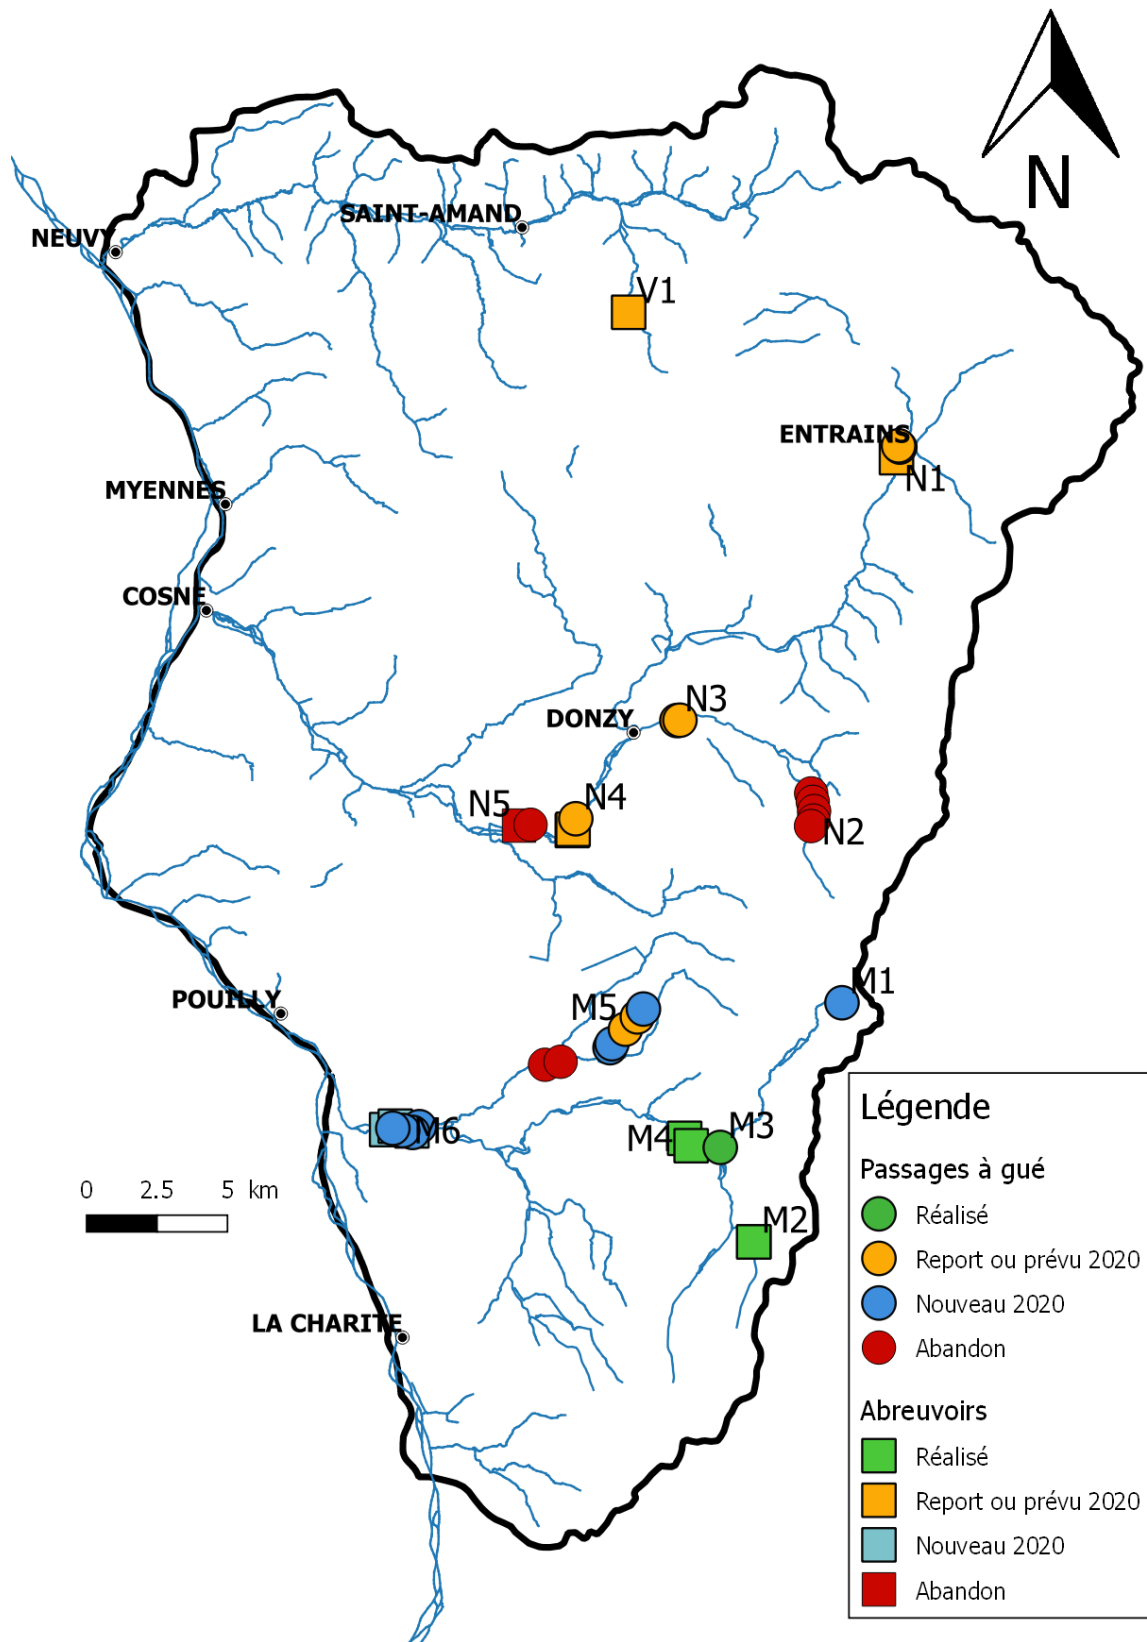 N
SAINT-AMAND
NEUVY
V1
ENTRAINS
N1
MYENNES
COSNE
N3
DONZY
N4
N5
N2
M1
M5
POUILLY
M6
M4
M3
M2
0 2.5 5 km
LA CHARITE
Légende
Passages à gué
Réalisé
Report ou prévu 2020
Nouveau 2020
Abandon
Abreuvoirs
Réalisé
Report ou prévu 2020
Nouveau 2020
Abandon